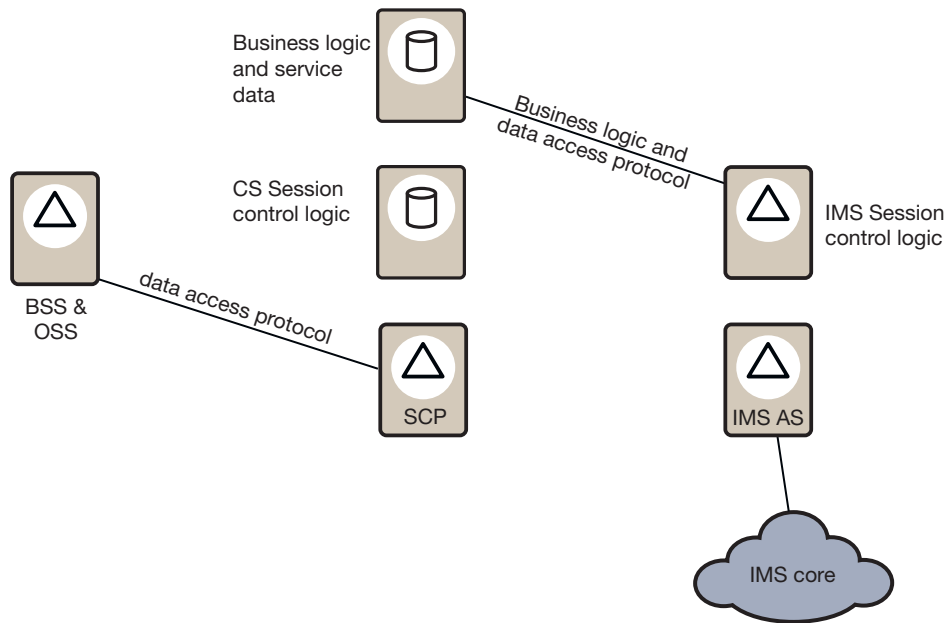 Business logic
and service
data
Business logic and
data access protocol
CS Session
control logic
IMS Session
control logic
data access protocol
BSS &
OSS
SCP
IMS AS
IMS core